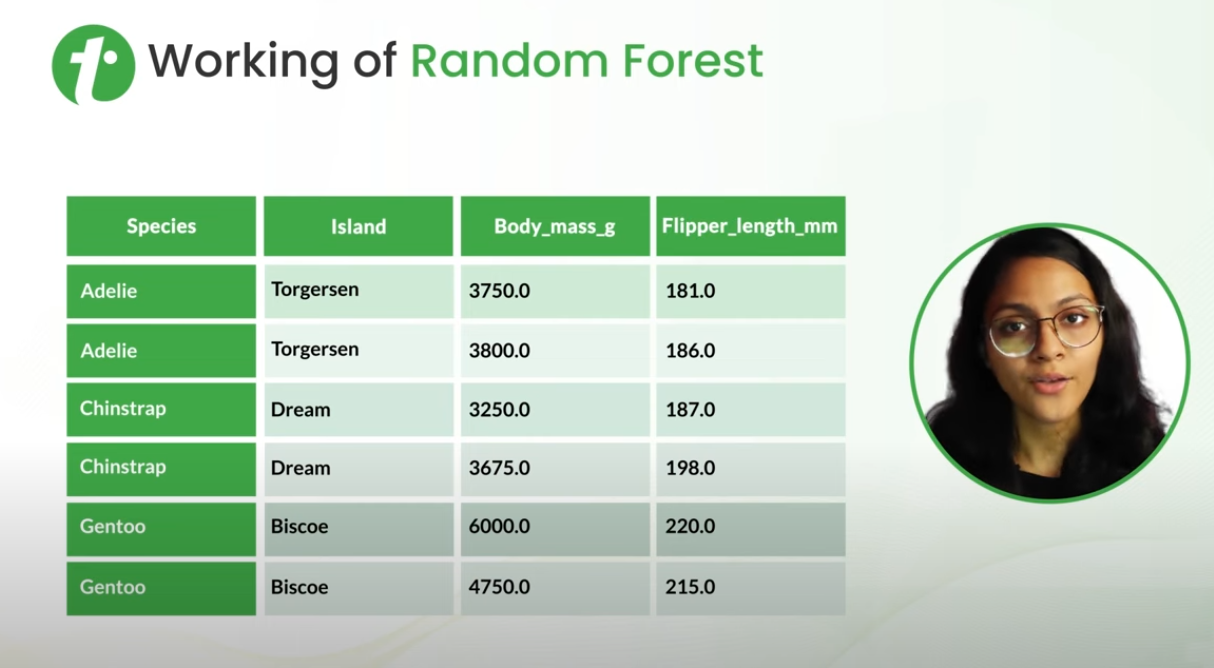 Working of Random Forest
Species Island Body_mass_g Flipper_length_mm
Adelie Torgersen 3750.0 181.0
Adelie Torgersen 3800.0 186.0
Chinstrap Dream 3250.0 187.0
Chinstrap Dream 3675.0 198.0
Gentoo Biscoe 6000.0 220.0
Gentoo Biscoe 4750.0 215.0